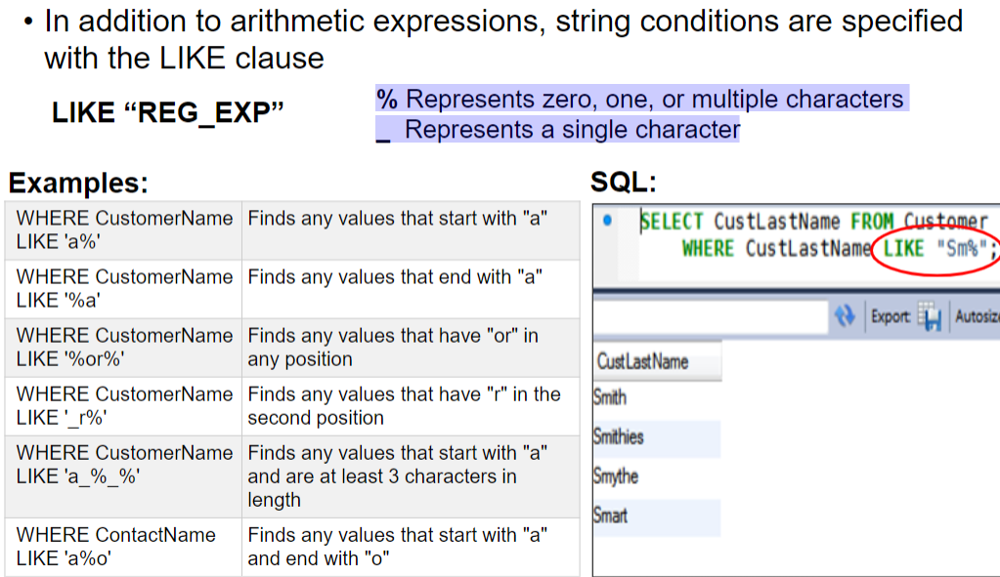 • In addition to arithmetic expressions, string conditions are specified
with the LIKE clause
LIKE “REG_EXP”
% Represents zero, one, or multiple characters
_ Represents a single character
Examples:
WHERE CustomerName
LIKE 'a%'
Finds any values that start with "a"
WHERE CustomerName
LIKE '%a'
Finds any values that end with "a"
WHERE CustomerName
LIKE '%or%'
Finds any values that have "or" in
any position
WHERE CustomerName
LIKE '_r%'
Finds any values that have "r" in the
second position
WHERE CustomerName
LIKE 'a_%_%'
Finds any values that start with "a"
and are at least 3 characters in
length
WHERE ContactName
LIKE 'a%o'
Finds any values that start with "a"
and end with "o"
SQL:
SELECT CustLastName FROM Customer
WHERE CustLastName LIKE "Sm%";
Export: Autosize
CustLastName
Smith
Smithies
Smythe
Smart